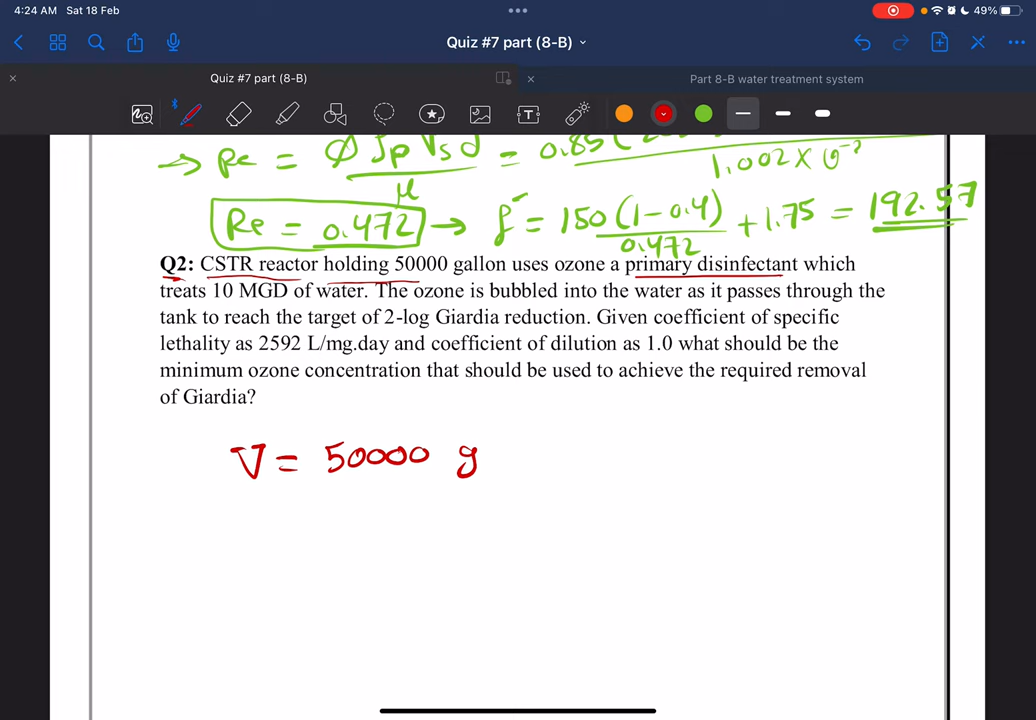 4:24 AM Sat 18 Feb
49%
Quiz #7 part (8-B)
Quiz #7 part (8-B)
Part 8-B water treatment system
→ Re = Ø ρp Vs d / μ = 0.85 ( 1.002 × 10
Re = 0.472 → f' = 150 (1-0.4) / 0.472 + 1.75 = 192.57
Q2: CSTR reactor holding 50000 gallon uses ozone a primary disinfectant which
treats 10 MGD of water. The ozone is bubbled into the water as it passes through the
tank to reach the target of 2-log Giardia reduction. Given coefficient of specific
lethality as 2592 L/mg.day and coefficient of dilution as 1.0 what should be the
minimum ozone concentration that should be used to achieve the required removal
of Giardia?
V = 50000 g